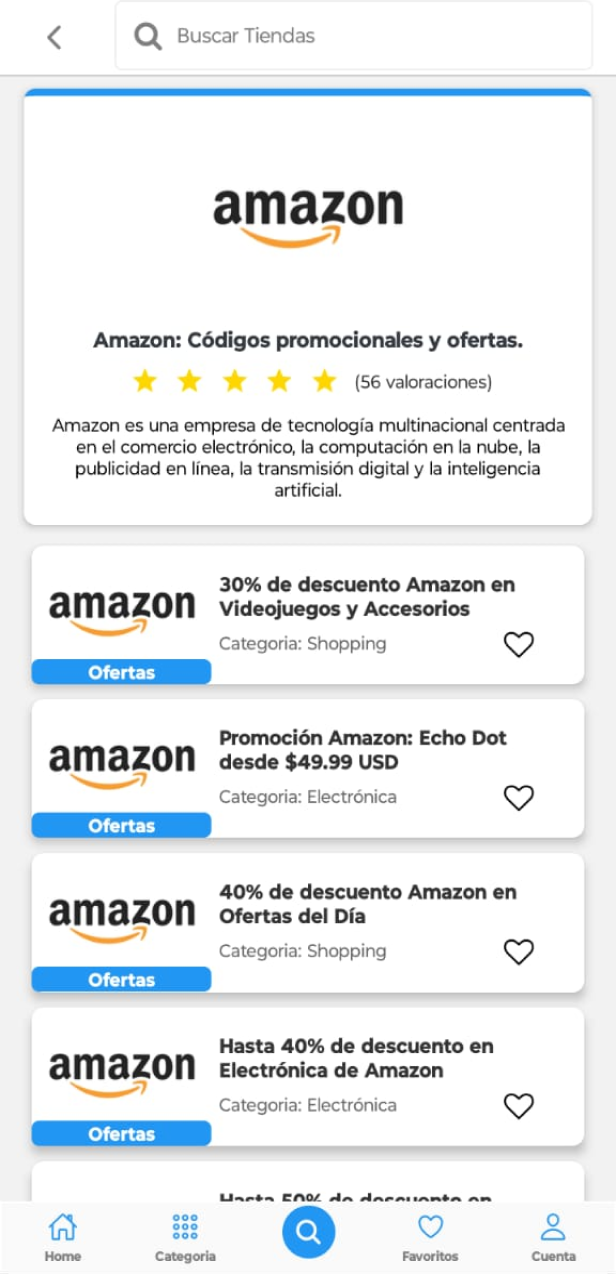 Buscar Tiendas
amazon
Amazon: Códigos promocionales y ofertas.
(56 valoraciones)
Amazon es una empresa de tecnología multinacional centrada
en el comercio electrónico, la computación en la nube, la
publicidad en línea, la transmisión digital y la inteligencia
artificial.
amazon
Ofertas
30% de descuento Amazon en
Videojuegos y Accesorios
Categoria: Shopping
amazon
Ofertas
Promoción Amazon: Echo Dot
desde $49.99 USD
Categoria: Electrónica
amazon
Ofertas
40% de descuento Amazon en
Ofertas del Día
Categoria: Shopping
amazon
Ofertas
Hasta 40% de descuento en
Electrónica de Amazon
Categoria: Electrónica
Hasta 50% de descuento en
Home
Categoria
Favoritos
Cuenta